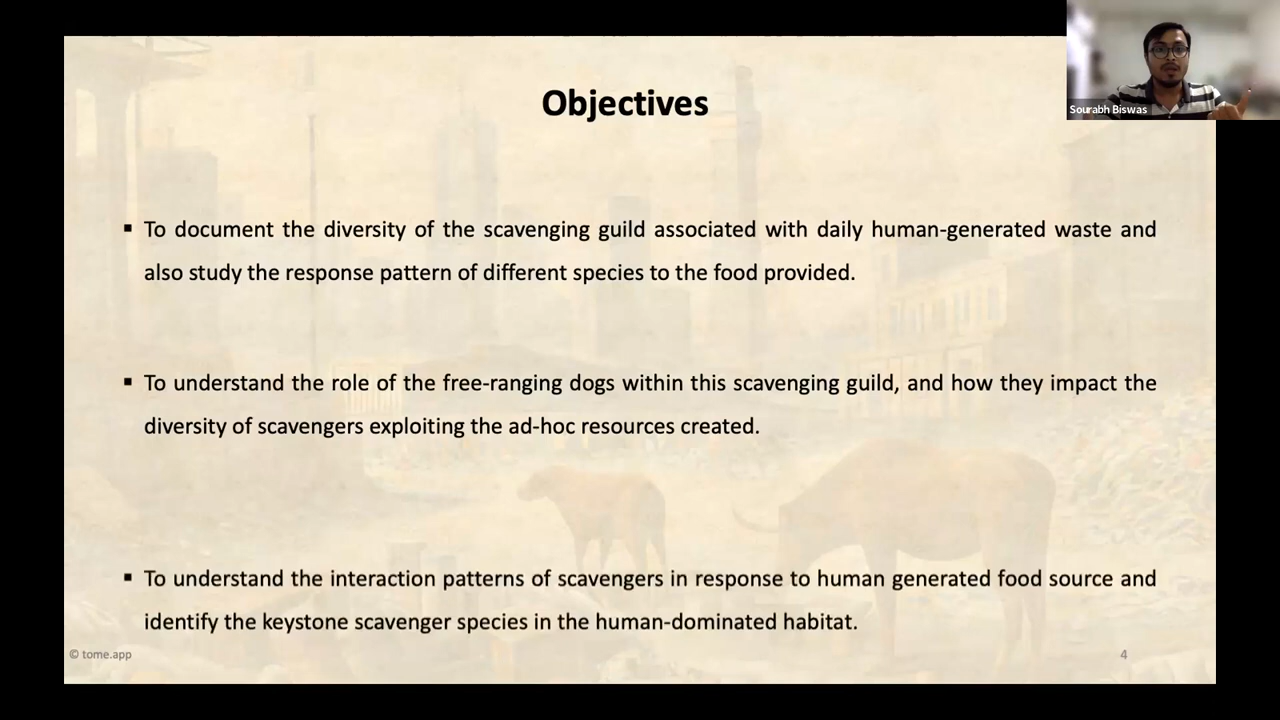 Objectives
Sourabh Biswas
▪ To document the diversity of the scavenging guild associated with daily human-generated waste and
also study the response pattern of different species to the food provided.
▪ To understand the role of the free-ranging dogs within this scavenging guild, and how they impact the
diversity of scavengers exploiting the ad-hoc resources created.
▪ To understand the interaction patterns of scavengers in response to human generated food source and
identify the keystone scavenger species in the human-dominated habitat.
© tome.app
4